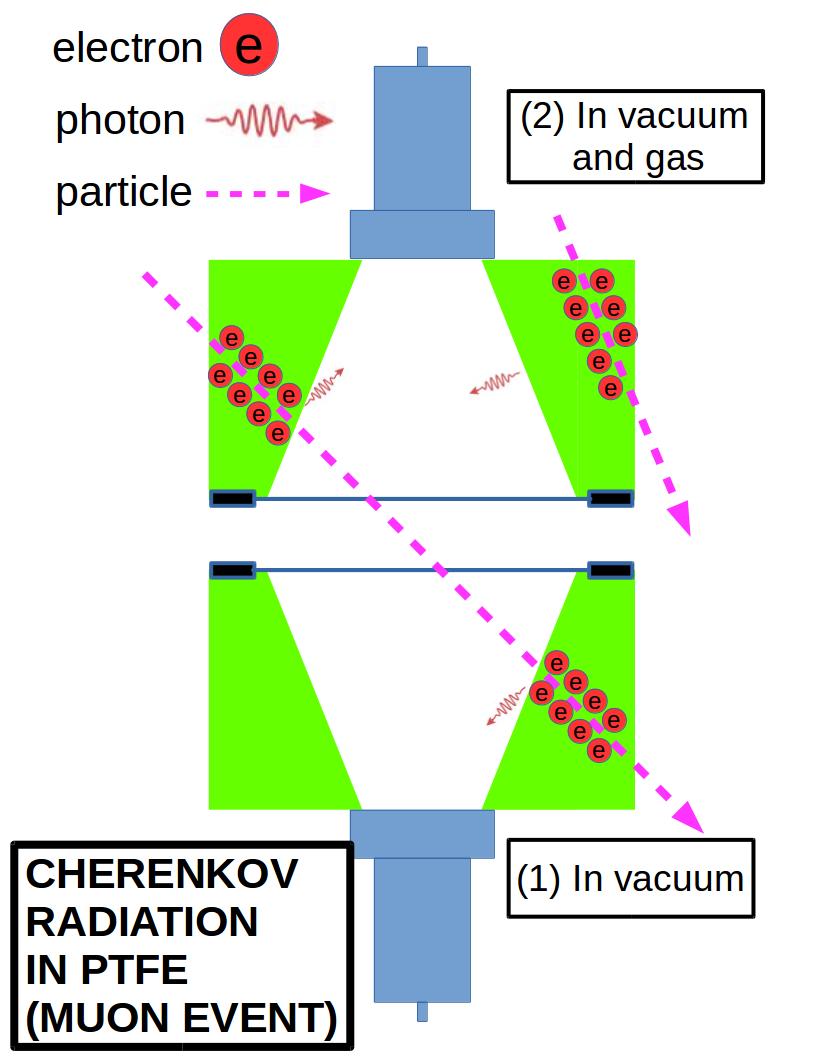 electron e
photon
particle
(2) In vacuum
and gas
e e
e e
e e
e
e
e
e
e e
e e
e
e
e
e
e e
e e
e e
e
(1) In vacuum
CHERENKOV
RADIATION
IN PTFE
(MUON EVENT)